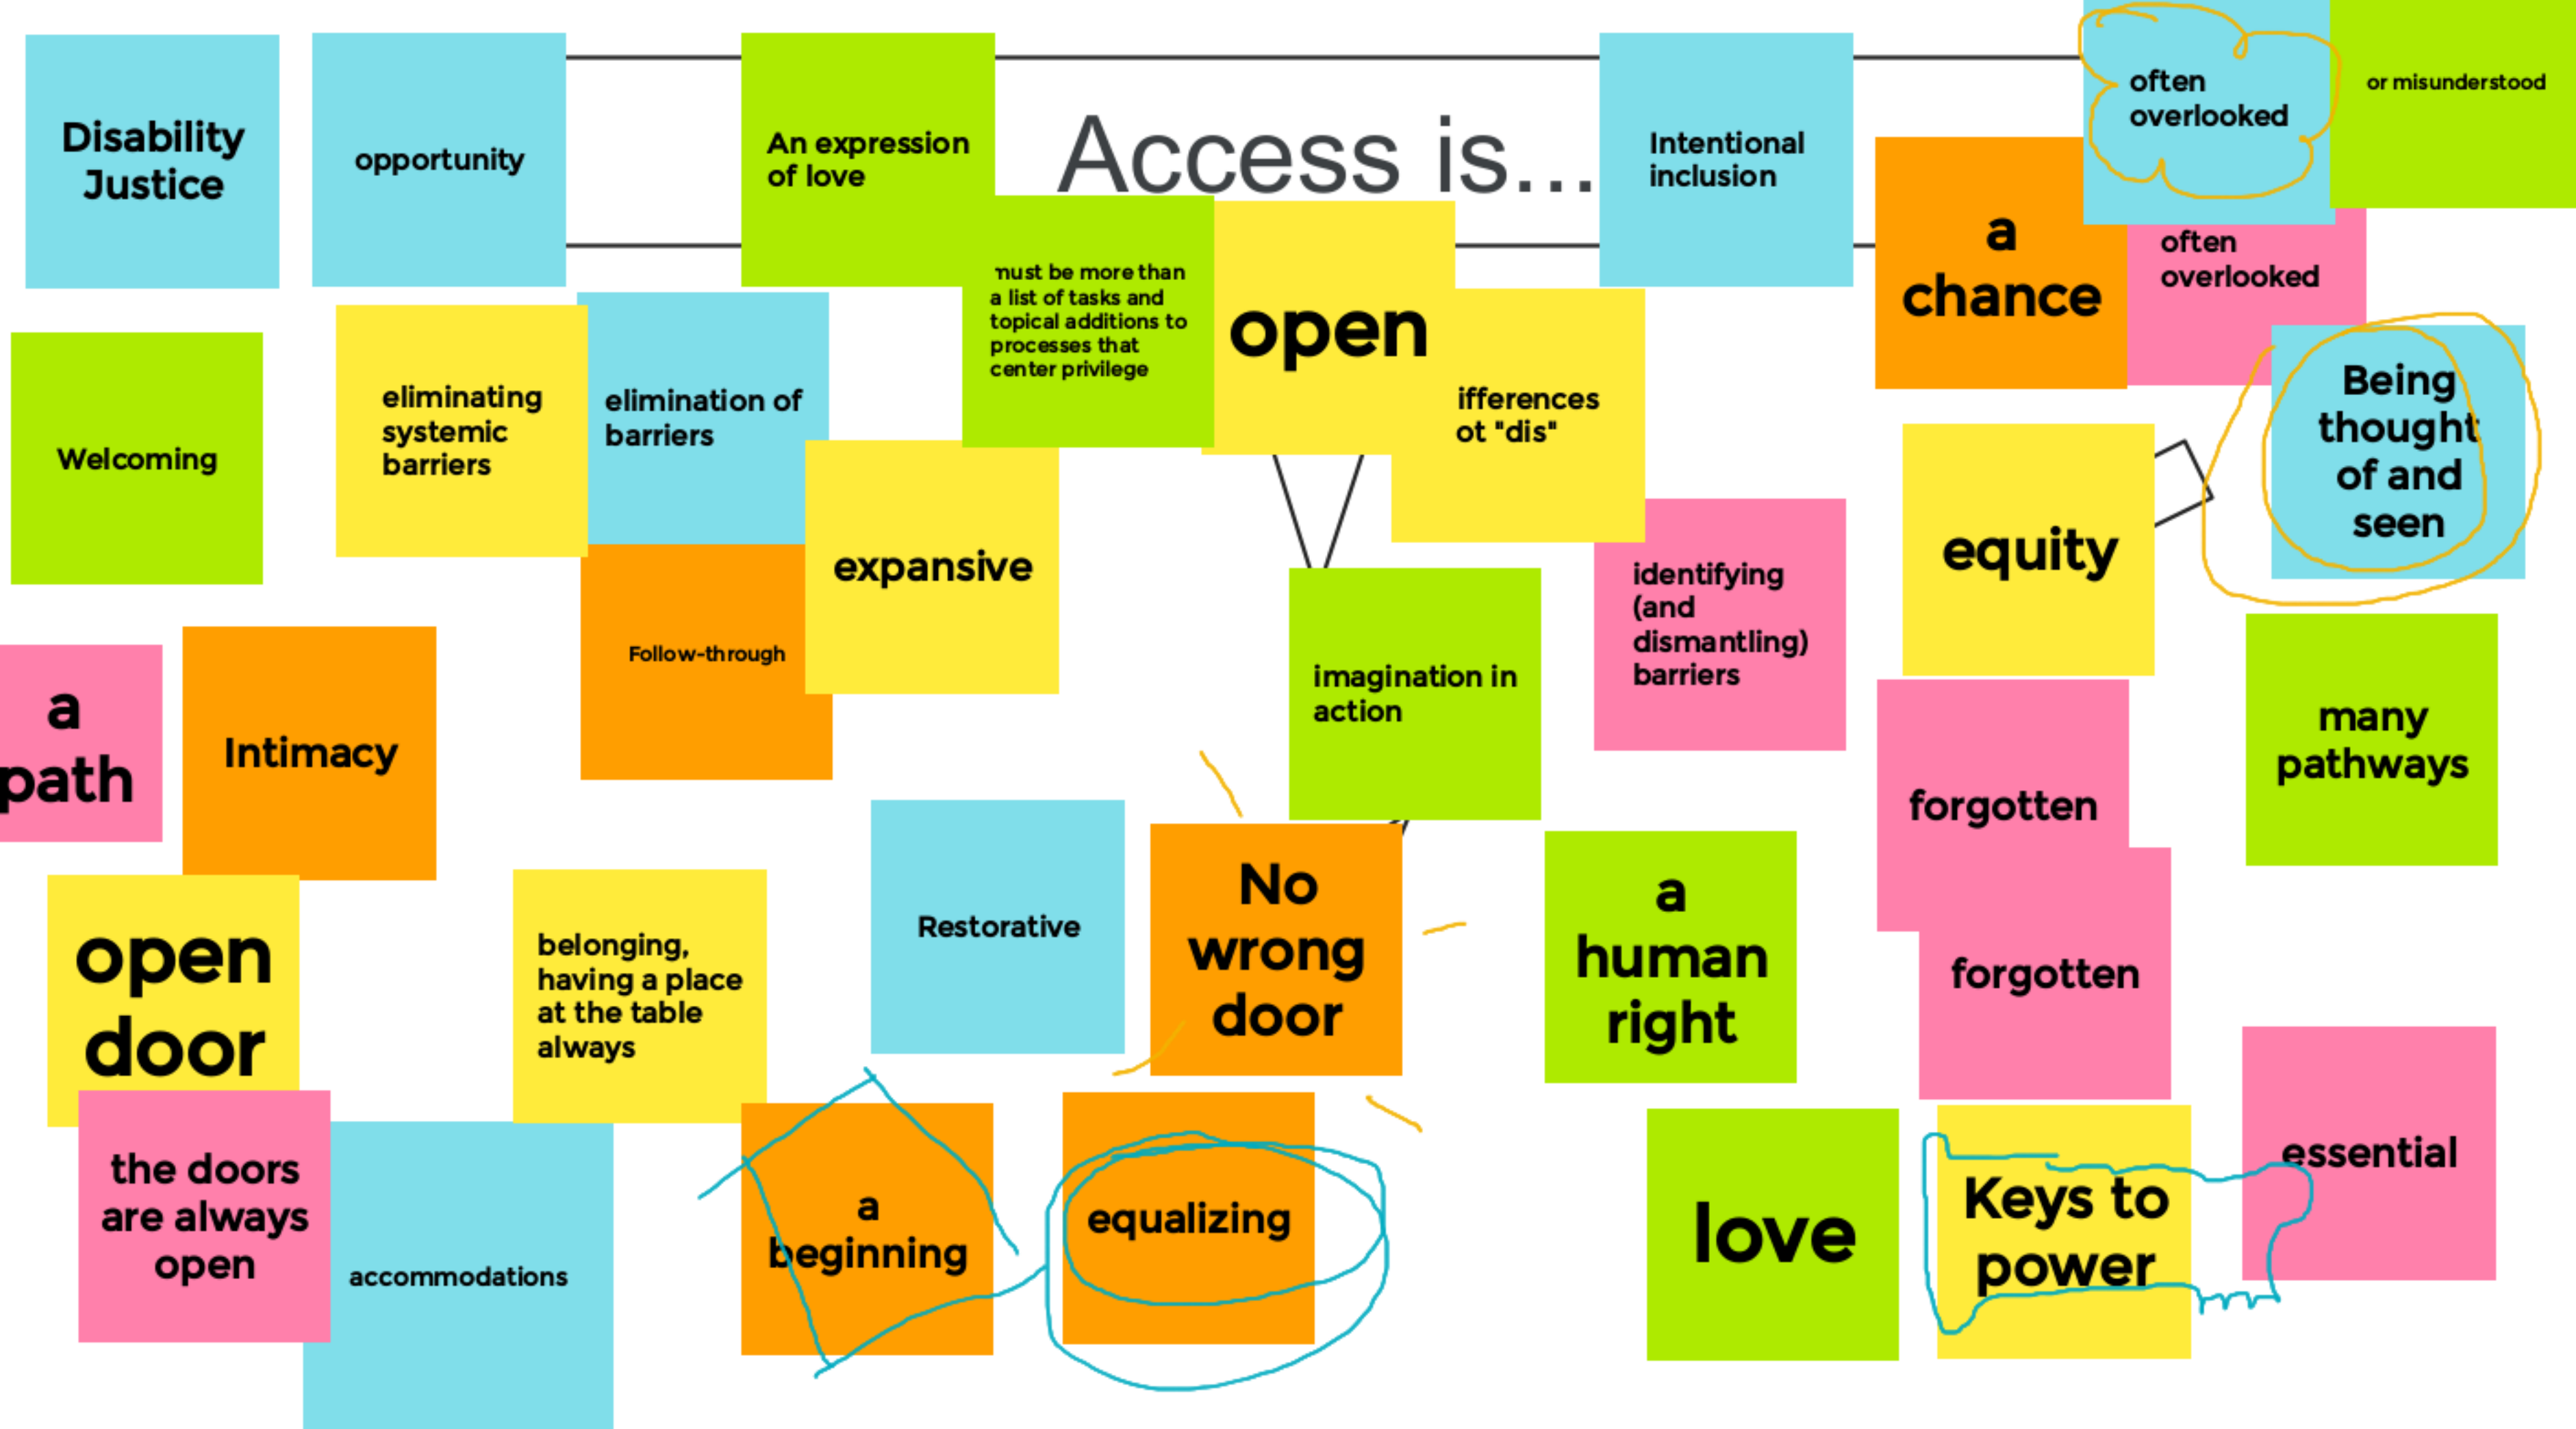 Disability
Justice
opportunity
An expression
of love
Access is...
Intentional
inclusion
often
overlooked
or misunderstood
a
chance
often
overlooked
must be more than
a list of tasks and
topical additions to
processes that
center privilege
open
ifferences
ot "dis"
Welcoming
eliminating
systemic
barriers
elimination of
barriers
expansive
Follow-through
identifying
(and
dismantling)
barriers
equity
Being
thought
of and
seen
a
path
Intimacy
imagination in
action
forgotten
many
pathways
open
door
belonging,
having a place
at the table
always
Restorative
No
wrong
door
a
human
right
forgotten
the doors
are always
open
accommodations
a
beginning
equalizing
love
Keys to
power
essential